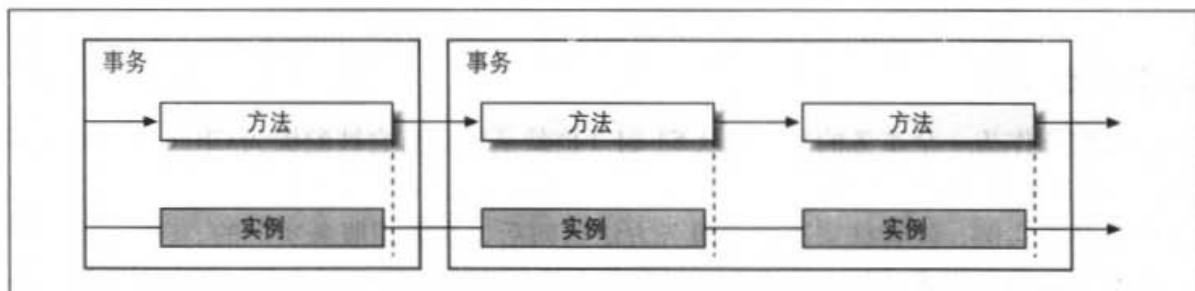 事务 事务
方法 方法 方法
实例 实例 实例